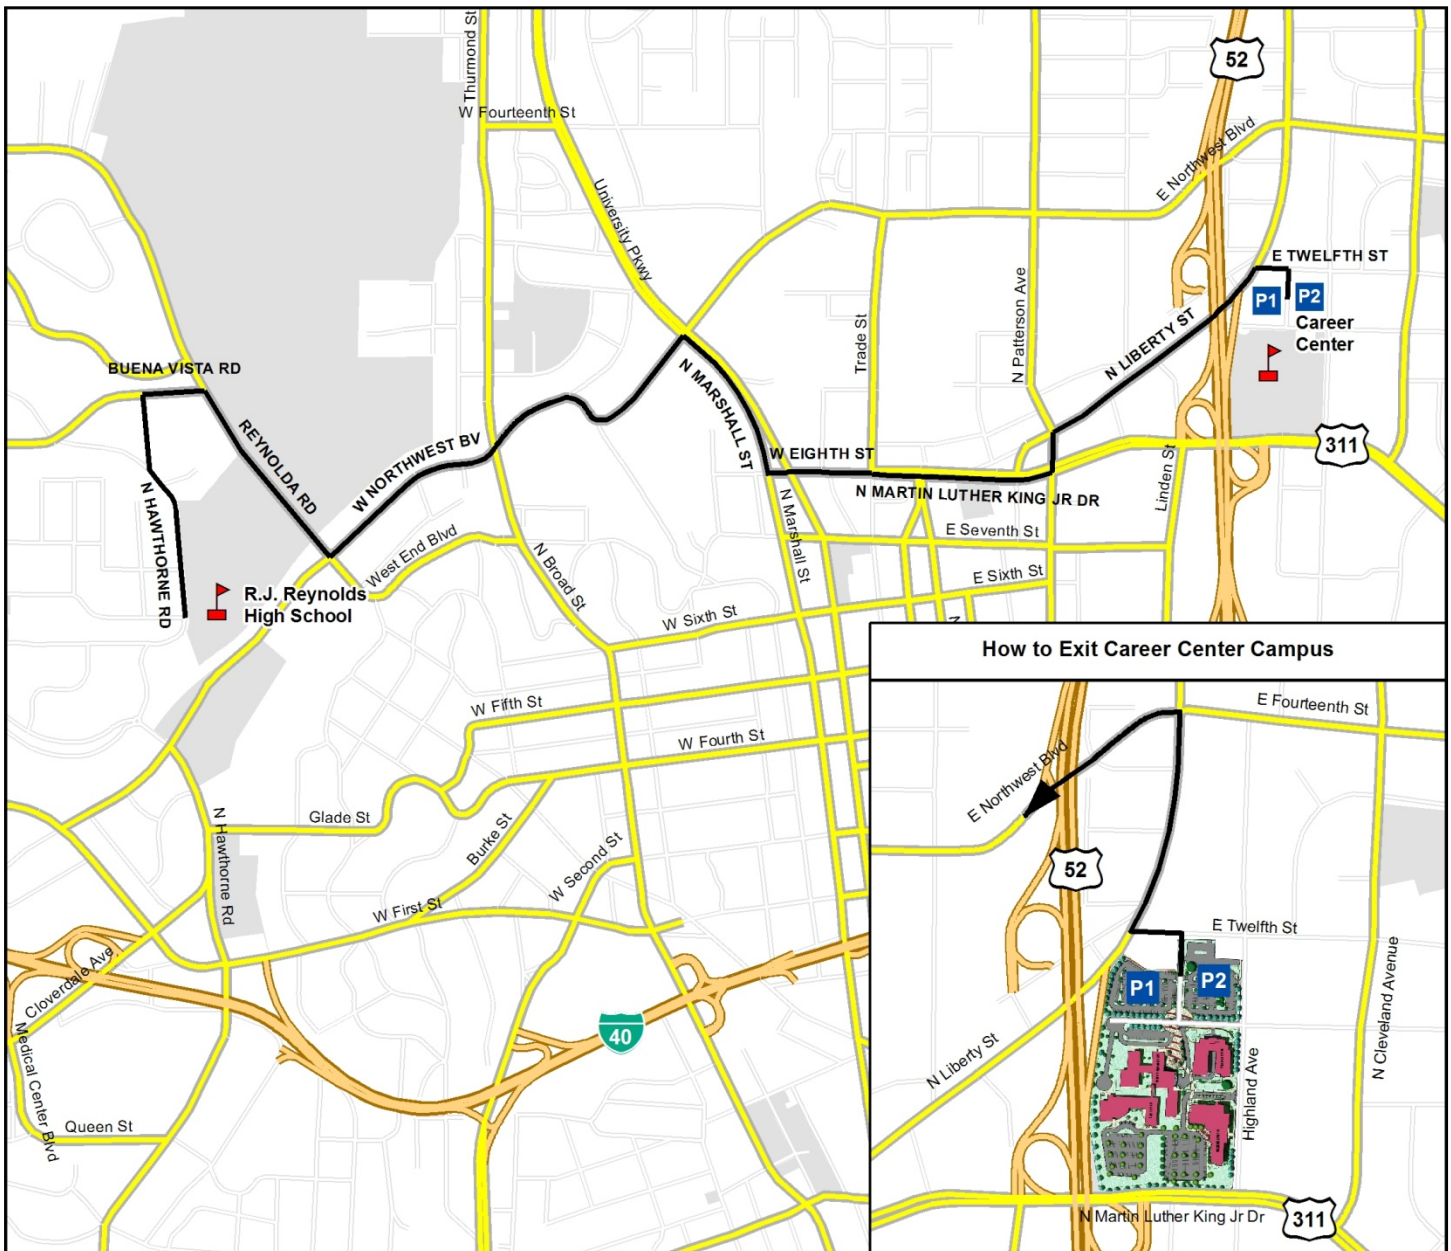 Thurmond St
52
W Fourteenth St
E Northwest Blvd
University Pkwy
E TWELFTH ST
P1
P2
Career
Center
N Patterson Ave
Trade St
N LIBERTY ST
BUENA VISTA RD
N MARSHALL ST
REYNOLDA RD
W NORTHWEST BV
W EIGHTH ST
311
Linden St
N HAWTHORNE RD
N MARTIN LUTHER KING JR DR
N Marshall St
E Seventh St
West End Blvd
N Broad St
E Sixth St
R.J. Reynolds
High School
W Sixth St
N
W Fifth St
W Fourth St
Glade St
N Hawthorne Rd
Burke St
W Second St
W First St
Cloverdale Ave
40
Medical Center Blvd
Queen St
How to Exit Career Center Campus
E Fourteenth St
E Northwest Blvd
52
E Twelfth St
P1
P2
N Liberty St
Highland Ave
N Cleveland Avenue
N Martin Luther King Jr Dr
311